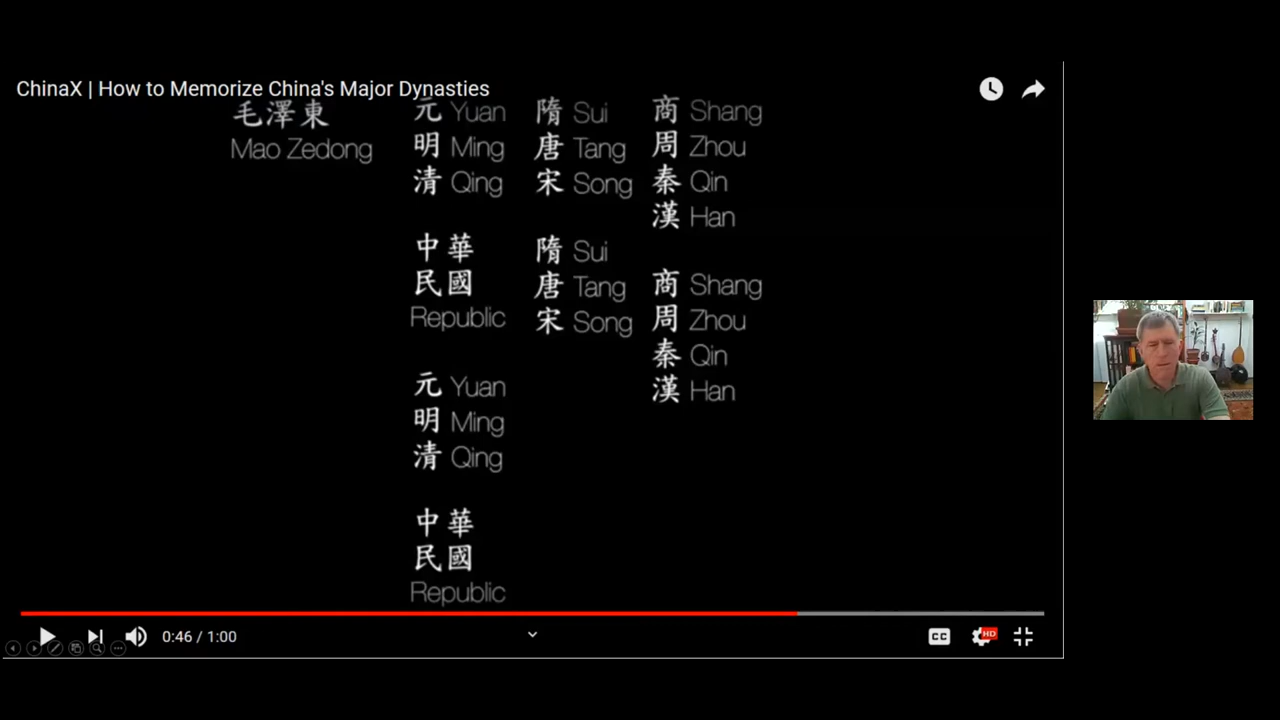 ChinaX | How to Memorize China's Major Dynasties
商 Shang
周 Zhou
秦 Qin
漢 Han
商 Shang
周 Zhou
秦 Qin
漢 Han
隋 Sui
唐 Tang
宋 Song
隋 Sui
唐 Tang
宋 Song
元 Yuan
明 Ming
清 Qing
中華
民國
Republic
元 Yuan
明 Ming
清 Qing
中華
民國
Republic
毛澤東
Mao Zedong
0:46 / 1:00
CC
HD